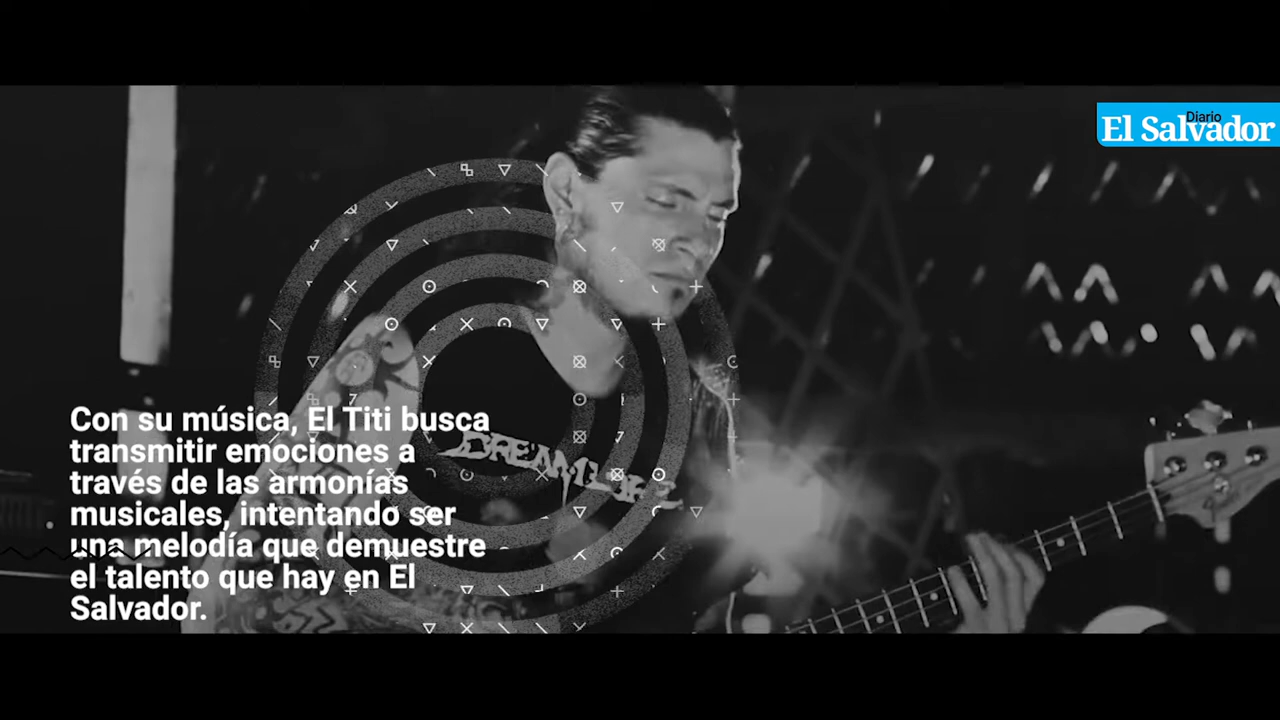 Diario
El Salvador
Con su música, El Titi busca
transmitir emociones a
través de las armonías
musicales, intentando ser
una melodía que demuestre
el talento que hay en El
Salvador.